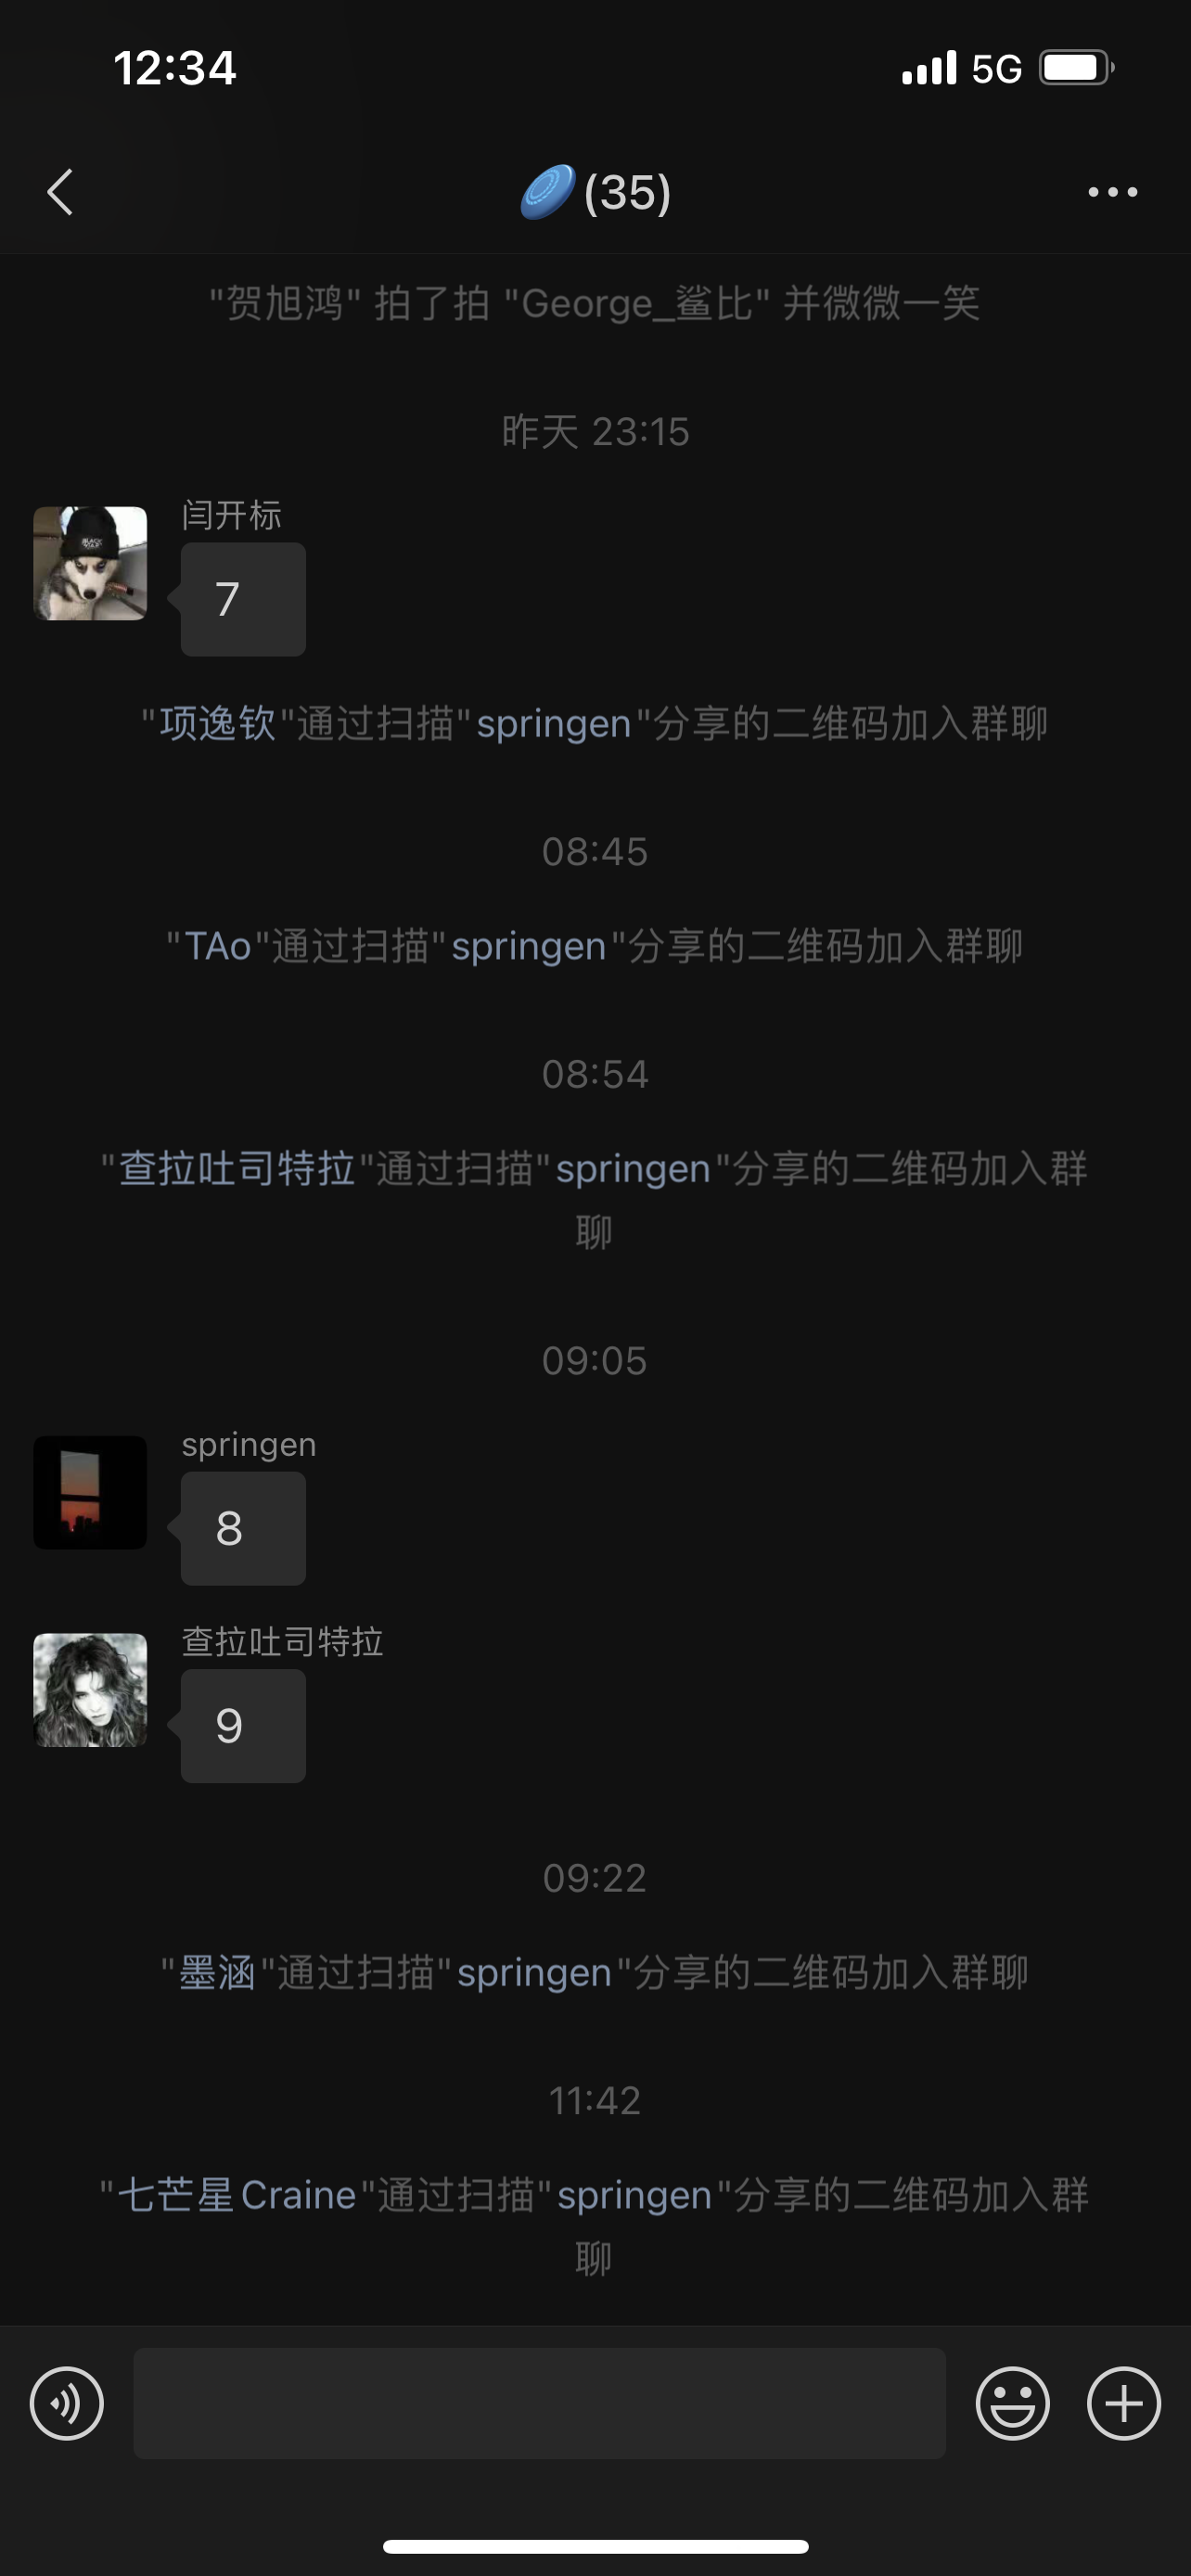 12:34
5G
(35)
"贺旭鸿" 拍了拍 "George_鲨比" 并微微一笑
昨天 23:15
闫开标
7
"项逸钦"通过扫描"springen"分享的二维码加入群聊
08:45
"TAo"通过扫描"springen"分享的二维码加入群聊
08:54
"查拉吐司特拉"通过扫描"springen"分享的二维码加入群
聊
09:05
springen
8
查拉吐司特拉
9
09:22
"墨涵"通过扫描"springen"分享的二维码加入群聊
11:42
"七芒星Craine"通过扫描"springen"分享的二维码加入群
聊